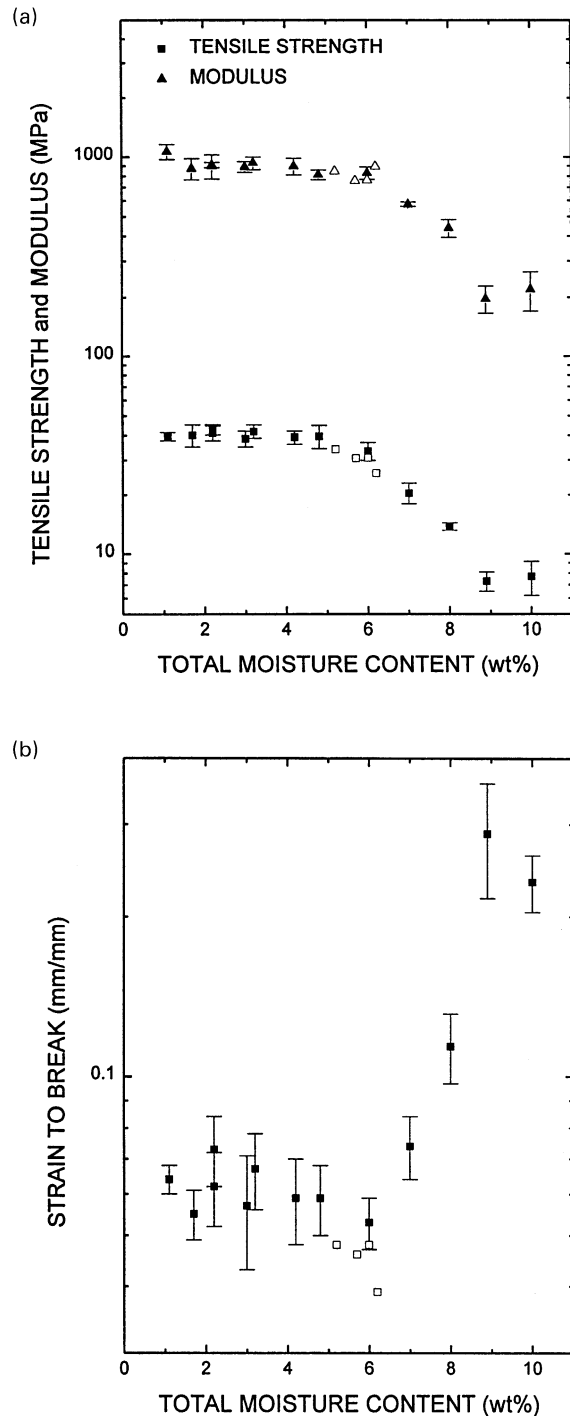 (a)
■ TENSILE STRENGTH
▲ MODULUS
TENSILE STRENGTH and MODULUS (MPa)
1000
100
10
0 2 4 6 8 10
TOTAL MOISTURE CONTENT (wt%)
(b)
STRAIN TO BREAK (mm/mm)
0.2
0.1
0 2 4 6 8 10
TOTAL MOISTURE CONTENT (wt%)